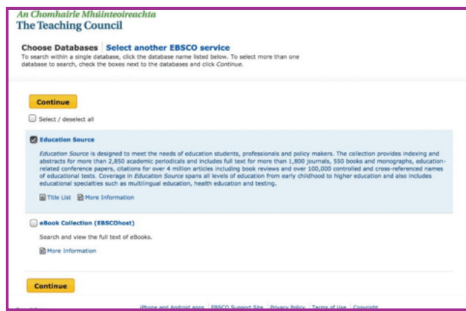 An Chomhairle Mhúinteoireachta
The Teaching Council
Choose Databases Select another EBSCO service
To search within a single database, click the database name listed below. To select more than one
database to search, check the boxes next to the databases and click Continue.
Continue
Select / deselect all
Education Source
Education Source is designed to meet the needs of education students, professionals and policy makers. The collection provides indexing and
abstracts for more than 2,850 academic periodicals and includes full text for more than 1,800 journals, 550 books and monographs, education-
related conference papers, citations for over 4 million articles including book reviews and over 100,000 controlled and cross-referenced names
of educational tests. Coverage in Education Source spans all levels of education from early childhood to higher education and also includes
educational specialties such as multilingual education, health education and testing.
Title List More Information
eBook Collection (EBSCOhost)
Search and view the full text of eBooks.
More Information
Continue
iPhone and Android apps EBSCO Support Site Privacy Policy Terms of Use Copyright